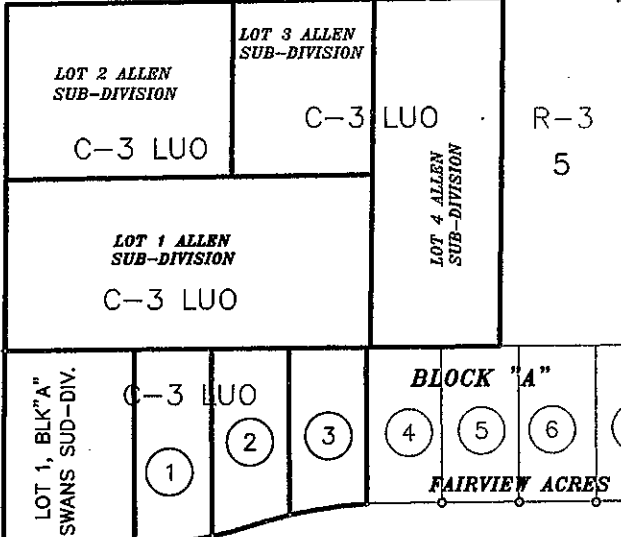 LOT 2 ALLEN
SUB-DIVISION
C-3 LUO
LOT 3 ALLEN
SUB-DIVISION
C-3 LUO
LOT 4 ALLEN
SUB-DIVISION
R-3
5
LOT 1 ALLEN
SUB-DIVISION
C-3 LUO
LOT 1, BLK"A"
SWANS SUD-DIV.
C-3 LUO
1
2
3
BLOCK "A"
4
5
6
FAIRVIEW ACRES